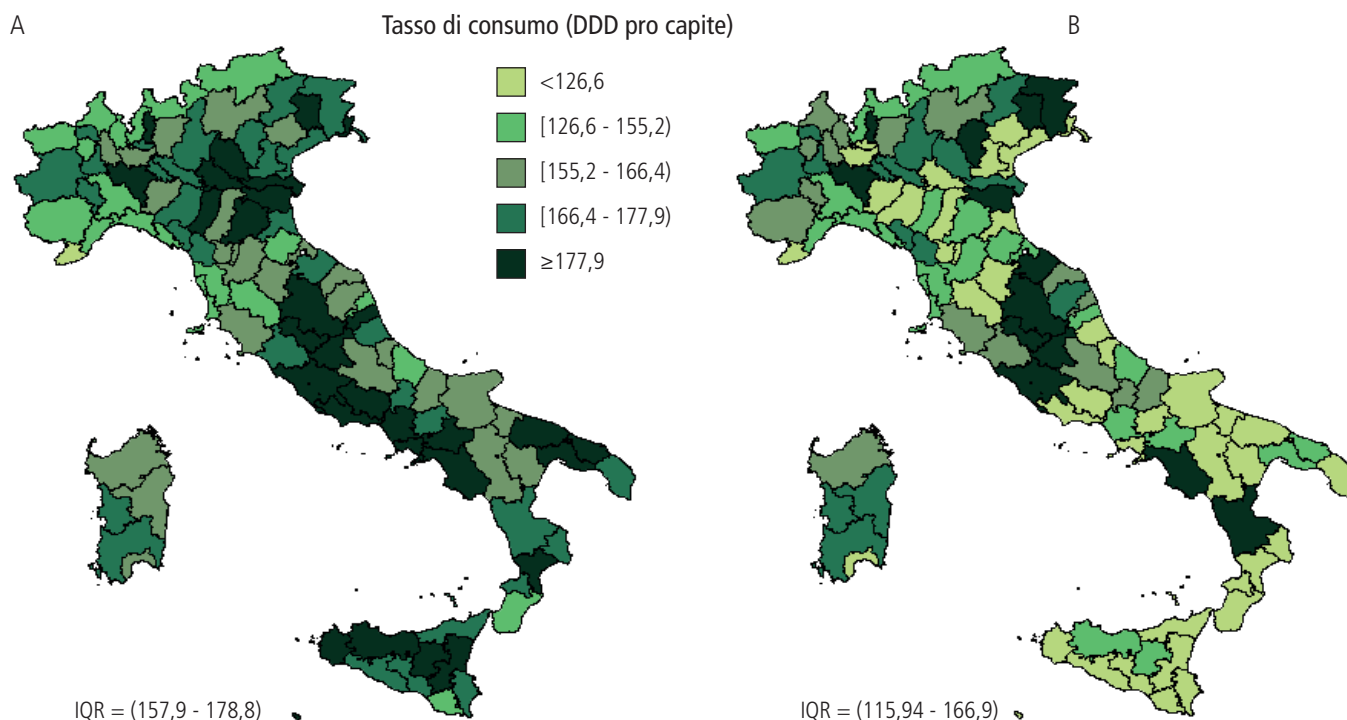 A
Tasso di consumo (DDD pro capite)
B
<126,6
[126,6 - 155,2)
[155,2 - 166,4)
[166,4 - 177,9)
≥177,9
IQR = (157,9 - 178,8)
IQR = (115,94 - 166,9)